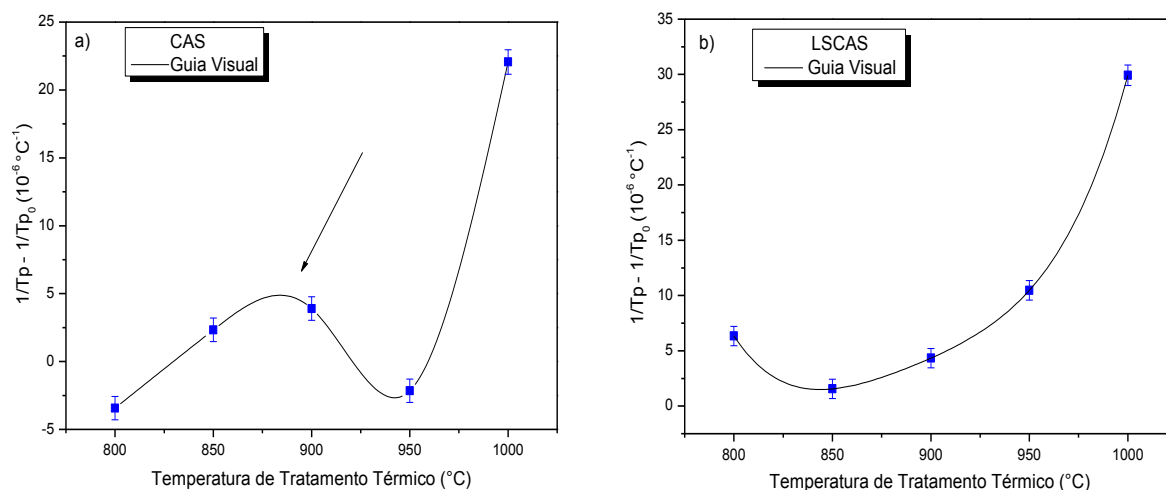 a)
CAS
Guia Visual
25
20
15
10
5
0
-5
1/Tp - 1/Tp₀ (10⁻⁶ °C⁻¹)
800 850 900 950 1000
Temperatura de Tratamento Térmico (°C)
b)
LSCAS
Guia Visual
35
30
25
20
15
10
5
0
1/Tp - 1/Tp₀ (10⁻⁶ °C⁻¹)
800 850 900 950 1000
Temperatura de Tratamento Térmico (°C)